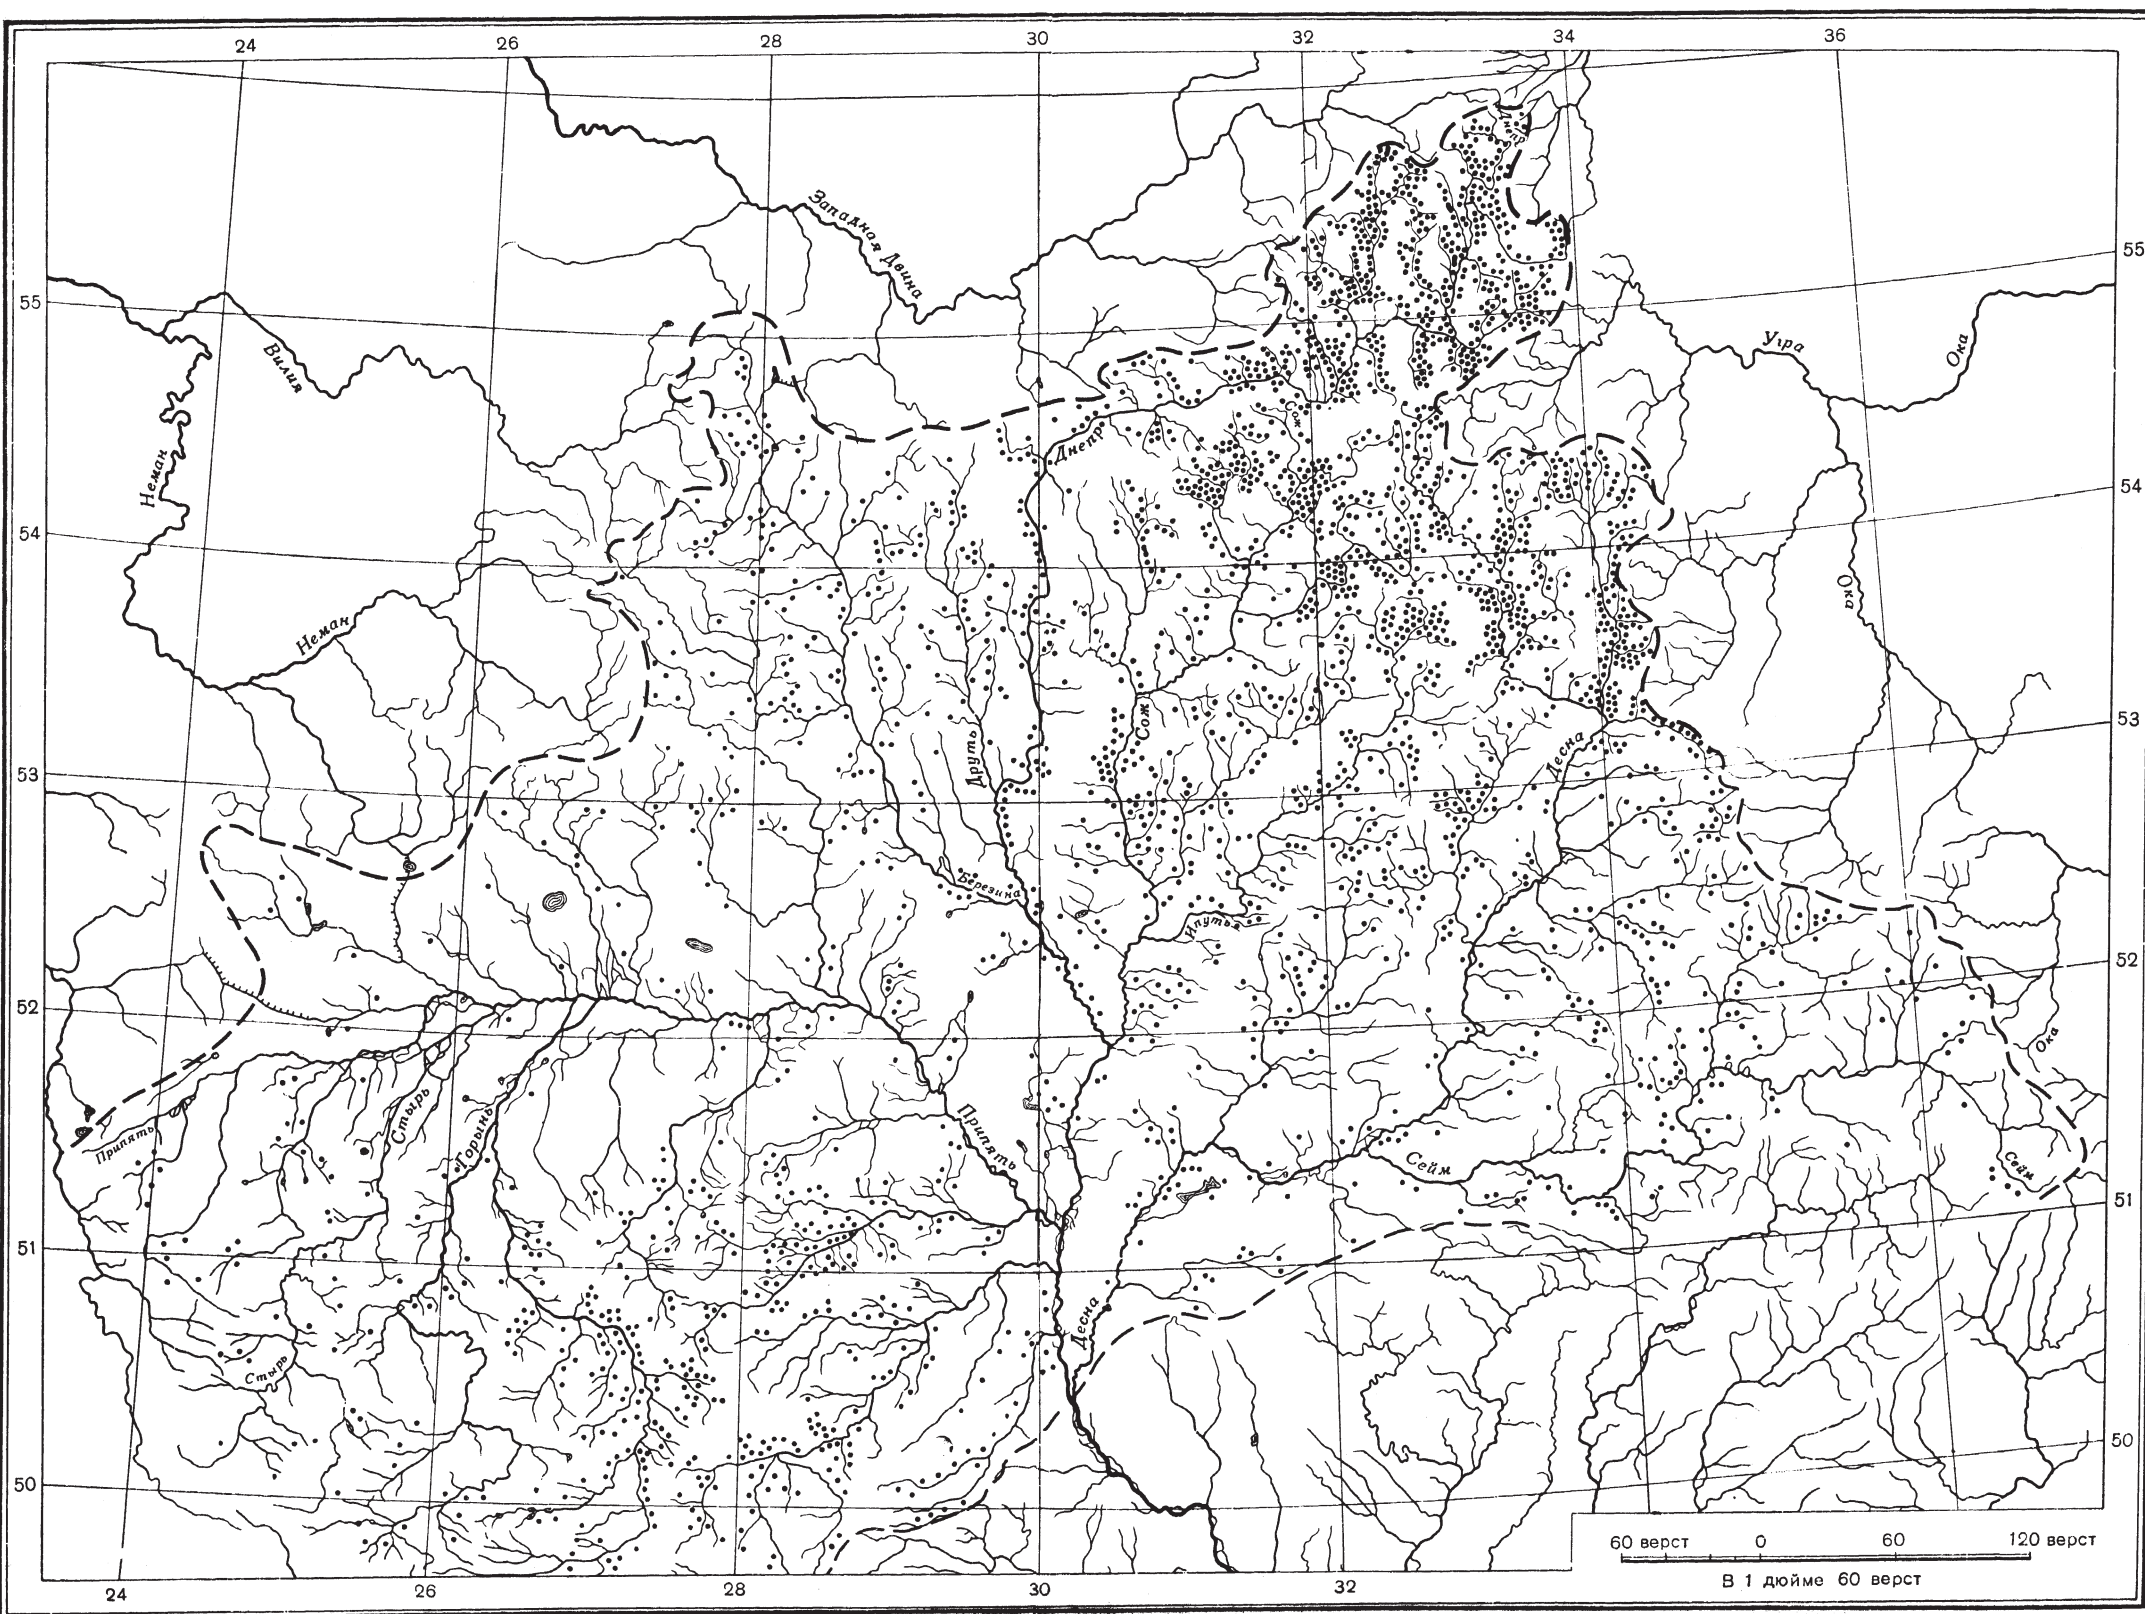 24 26 28 30 32 34 36
Днепр
Западная Двина
55
55
Вилия
Угра
Ока
Сож
Днепр
Неман
54
54
Ока
Неман
Сож
53
53
Друть
Десна
Березина
Ипуть
52
52
Ока
Стырь
Горынь
Припять
Припять
Сейм
Сейм
51
51
Десна
Стырь
50
50
60 верст 0 60 120 верст
В 1 дюйме 60 верст
24 26 28 30 32